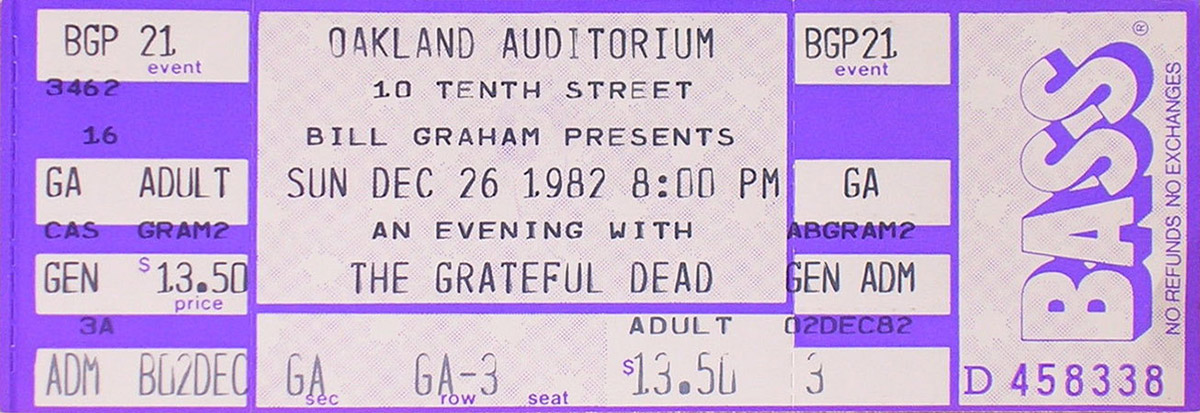 BGP 21
event
3462
16
GA ADULT
CAS GRAM2
GEN $13.50
price
3A
ADM B02DEC
OAKLAND AUDITORIUM
10 TENTH STREET
BILL GRAHAM PRESENTS
SUN DEC 26 1982 8:00 PM
AN EVENING WITH
THE GRATEFUL DEAD
ADULT
GA GA-3 $13.50
sec row seat
BGP21
event
GA
ABGRAM2
GEN ADM
02DEC82
3
BASS®
NO REFUNDS NO EXCHANGES
D 458338